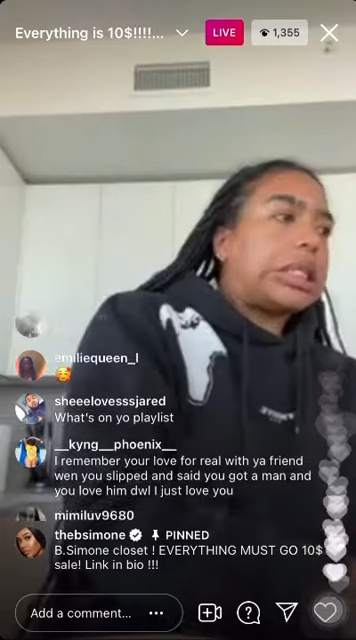 Everything is 10$!!!!...
LIVE
1,355
emiliequeen_l
🥰
sheeelovesssjared
What's on yo playlist
__kyng__phoenix__
I remember your love for real with ya friend
wen you slipped and said you got a man and
you love him dwl I just love you
mimiluv9680
thebsimone PINNED
B.Simone closet ! EVERYTHING MUST GO 10$
sale! Link in bio !!!
Add a comment...